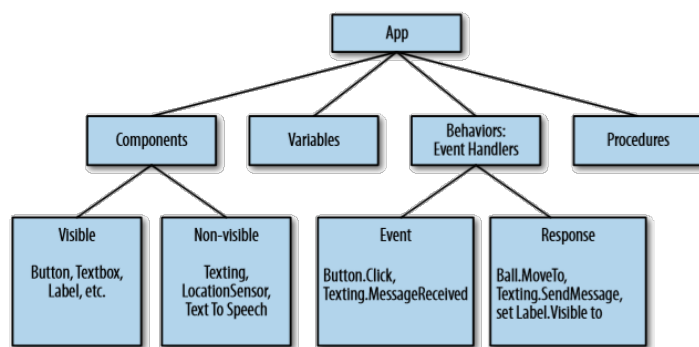 App
Components
Variables
Behaviors:
Event Handlers
Procedures
Visible
Button, Textbox,
Label, etc.
Non-visible
Texting,
LocationSensor,
Text To Speech
Event
Button.Click,
Texting.MessageReceived
Response
Ball.MoveTo,
Texting.SendMessage,
set Label.Visible to